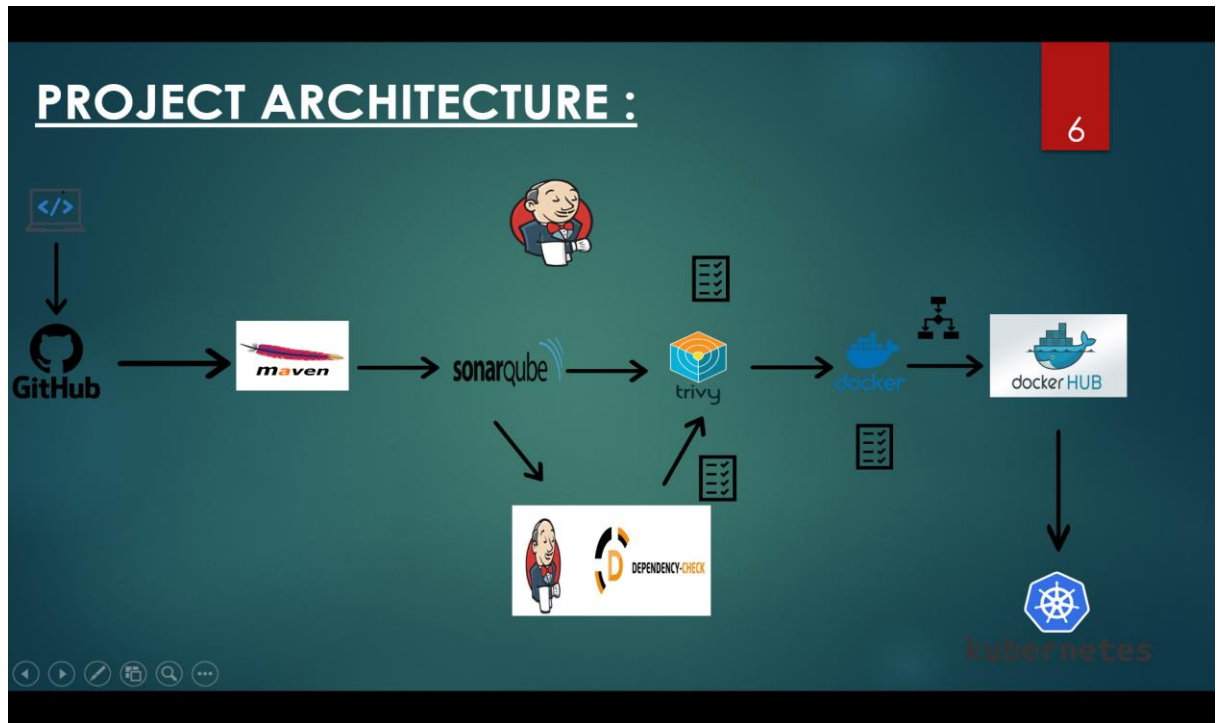 PROJECT ARCHITECTURE :
6
</>
GitHub
maven
sonarqube
trivy
docker
docker HUB
D DEPENDENCY-CHECK
kubernetes